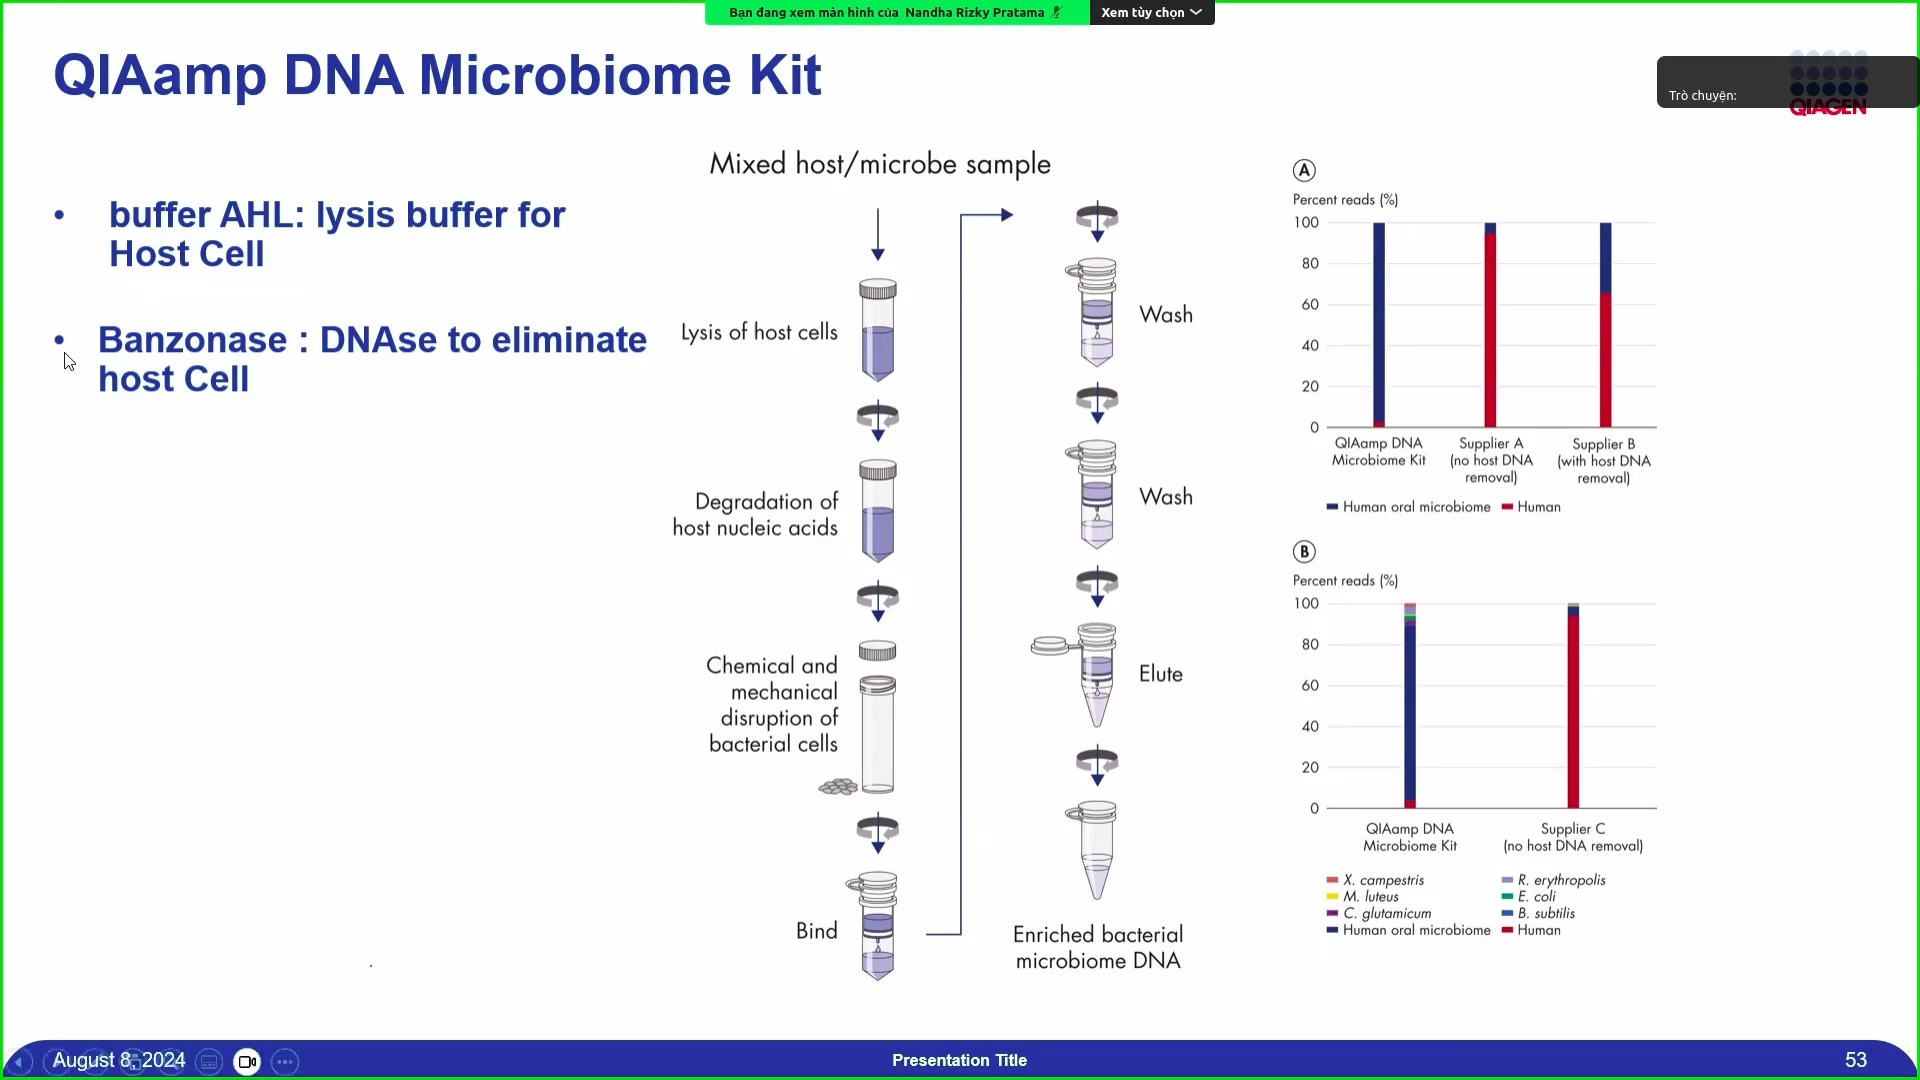 Bạn đang xem màn hình của Nandha Rizky Pratama
Xem tùy chọn
QIAamp DNA Microbiome Kit
Trò chuyện:
QIAGEN
• buffer AHL: lysis buffer for
Host Cell
• Banzonase : DNAse to eliminate
host Cell
Mixed host/microbe sample
Lysis of host cells
Degradation of
host nucleic acids
Chemical and
mechanical
disruption of
bacterial cells
Bind
Wash
Wash
Elute
Enriched bacterial
microbiome DNA
A
Percent reads (%)
100
80
60
40
20
0
QIAamp DNA
Microbiome Kit
Supplier A
(no host DNA
removal)
Supplier B
(with host DNA
removal)
Human oral microbiome
Human
B
Percent reads (%)
100
80
60
40
20
0
QIAamp DNA
Microbiome Kit
Supplier C
(no host DNA removal)
X. campestris
R. erythropolis
M. luteus
E. coli
C. glutamicum
B. subtilis
Human oral microbiome
Human
August 8, 2024
Presentation Title
53